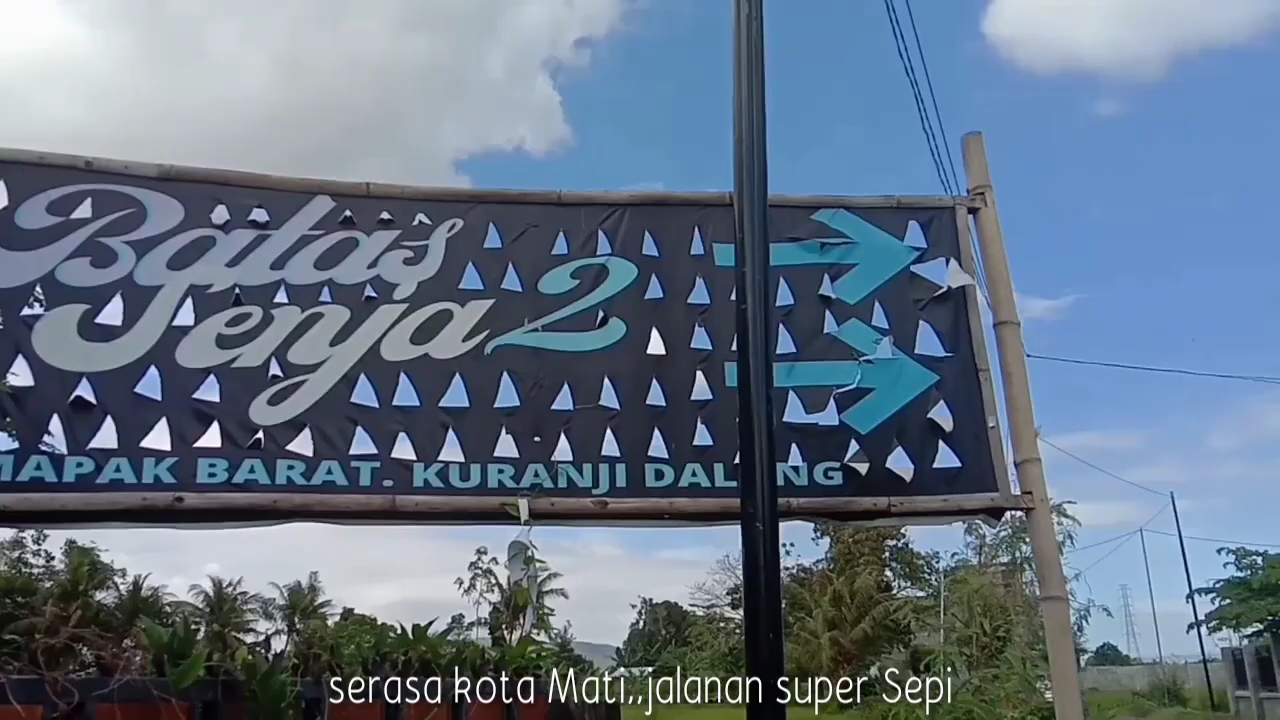 Batas
Senja 2
MAPAK BARAT. KURANJI
serasa kota Mati,,jalanan super Sepi